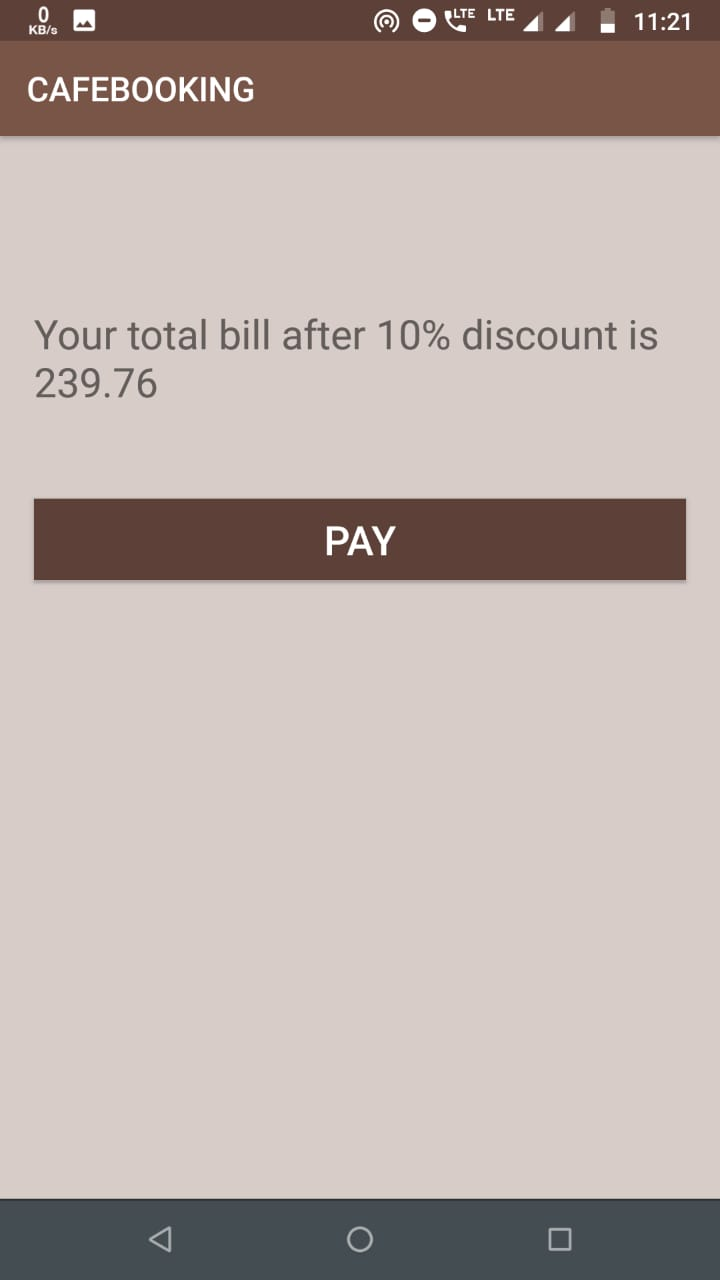 0
KB/s
LTE
LTE
11:21
CAFEBOOKING
Your total bill after 10% discount is
239.76
PAY